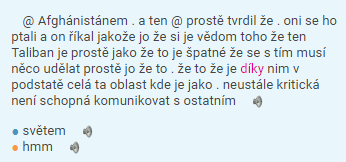 @ Afghánistánem . a ten @ prostě tvrdil že . oni se ho
ptali a on říkal jakože jo že si je vědom toho že ten
Taliban je prostě jako že to je špatné že se s tím musí
něco udělat prostě jo že to . že to že je díky nim v
podstatě celá ta oblast kde je jako . neustále kritická
není schopná komunikovat s ostatním
světem
hmm